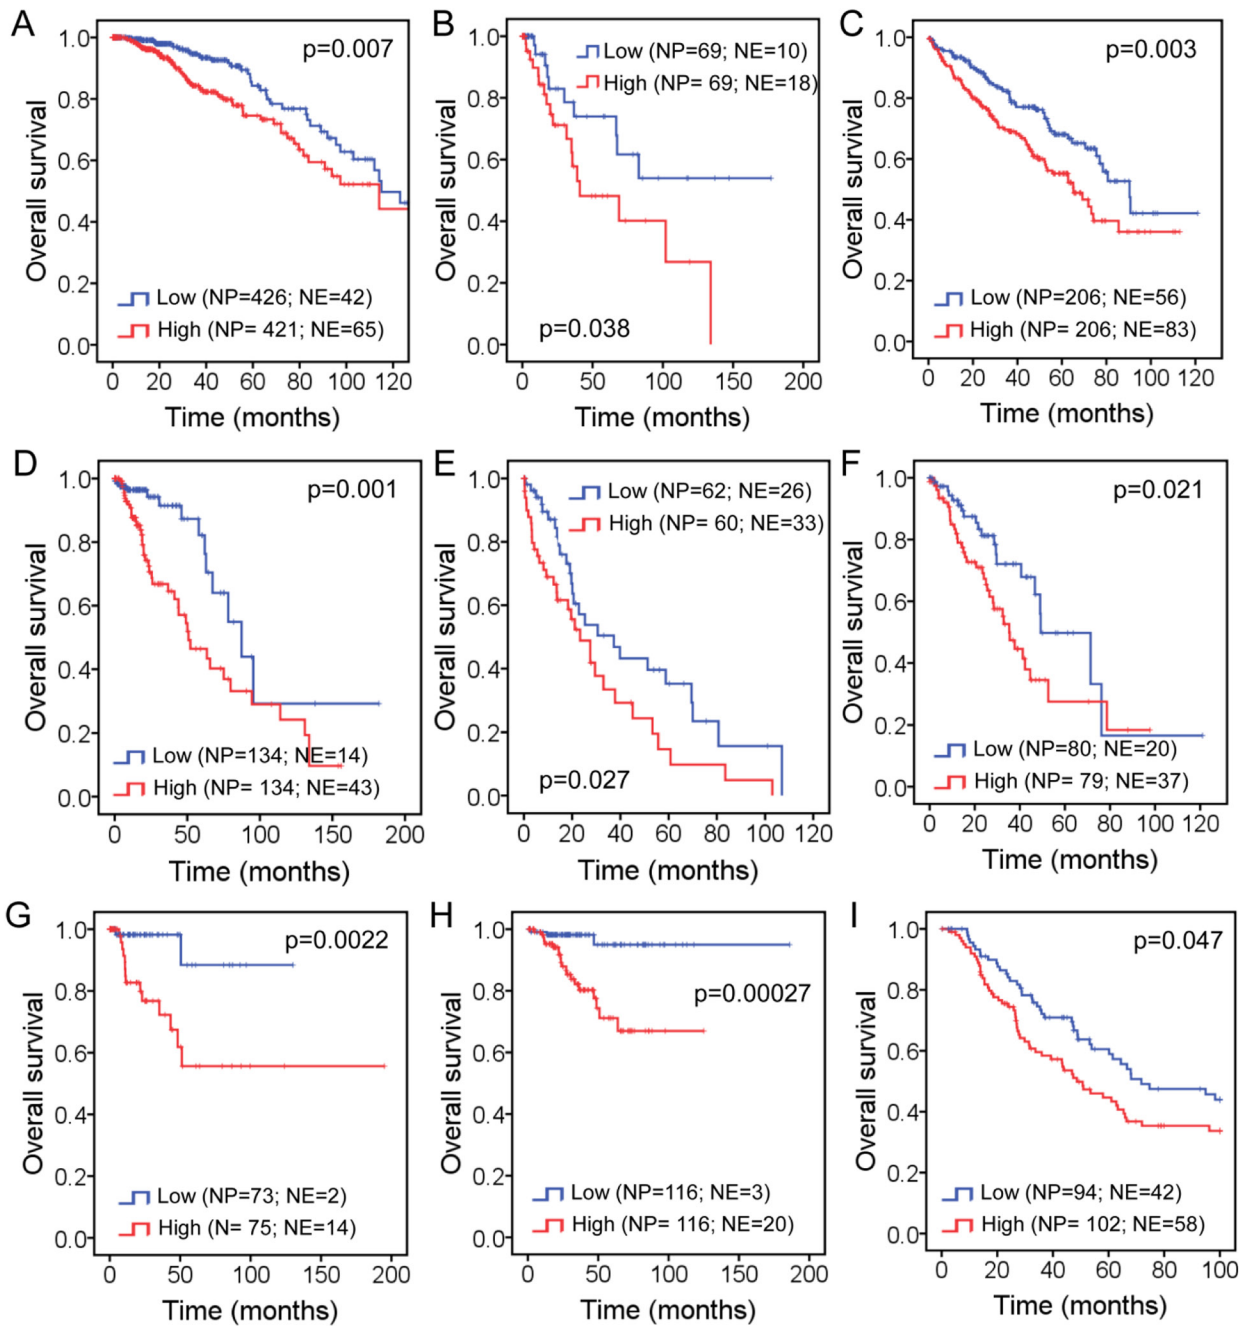 A
p=0.007
Overall survival
1.0
0.8
0.6
0.4
0.2
0.0
Low (NP=426; NE=42)
High (NP= 421; NE=65)
0 20 40 60 80 100 120
Time (months)
B
Low (NP=69; NE=10)
High (NP= 69; NE=18)
Overall survival
1.0
0.8
0.6
0.4
0.2
0.0
p=0.038
0 50 100 150 200
Time (months)
C
p=0.003
Overall survival
1.0
0.8
0.6
0.4
0.2
0.0
Low (NP=206; NE=56)
High (NP= 206; NE=83)
0 20 40 60 80 100 120
Time (months)
D
p=0.001
Overall survival
1.0
0.8
0.6
0.4
0.2
0.0
Low (NP=134; NE=14)
High (NP= 134; NE=43)
0 50 100 150 200
Time (months)
E
Low (NP=62; NE=26)
High (NP= 60; NE=33)
Overall survival
1.0
0.8
0.6
0.4
0.2
0.0
p=0.027
0 20 40 60 80 100 120
Time (months)
F
p=0.021
Overall survival
1.0
0.8
0.6
0.4
0.2
0.0
Low (NP=80; NE=20)
High (NP= 79; NE=37)
0 20 40 60 80 100 120
Time (months)
G
p=0.0022
Overall survival
1.0
0.8
0.6
0.4
0.2
0.0
Low (NP=73; NE=2)
High (N= 75; NE=14)
0 50 100 150 200
Time (months)
H
p=0.00027
Overall survival
1.0
0.8
0.6
0.4
0.2
0.0
Low (NP=116; NE=3)
High (NP= 116; NE=20)
0 50 100 150 200
Time (months)
I
p=0.047
Overall survival
1.0
0.8
0.6
0.4
0.2
0.0
Low (NP=94; NE=42)
High (NP= 102; NE=58)
0 20 40 60 80 100
Time (months)